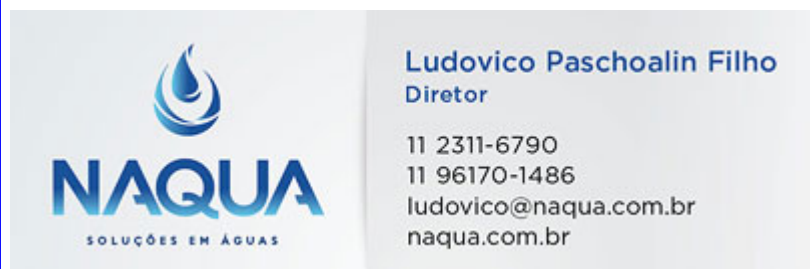 NAQUA
SOLUÇÕES EM ÁGUAS
Ludovico Paschoalin Filho
Diretor
11 2311-6790
11 96170-1486
ludovico@naqua.com.br
naqua.com.br